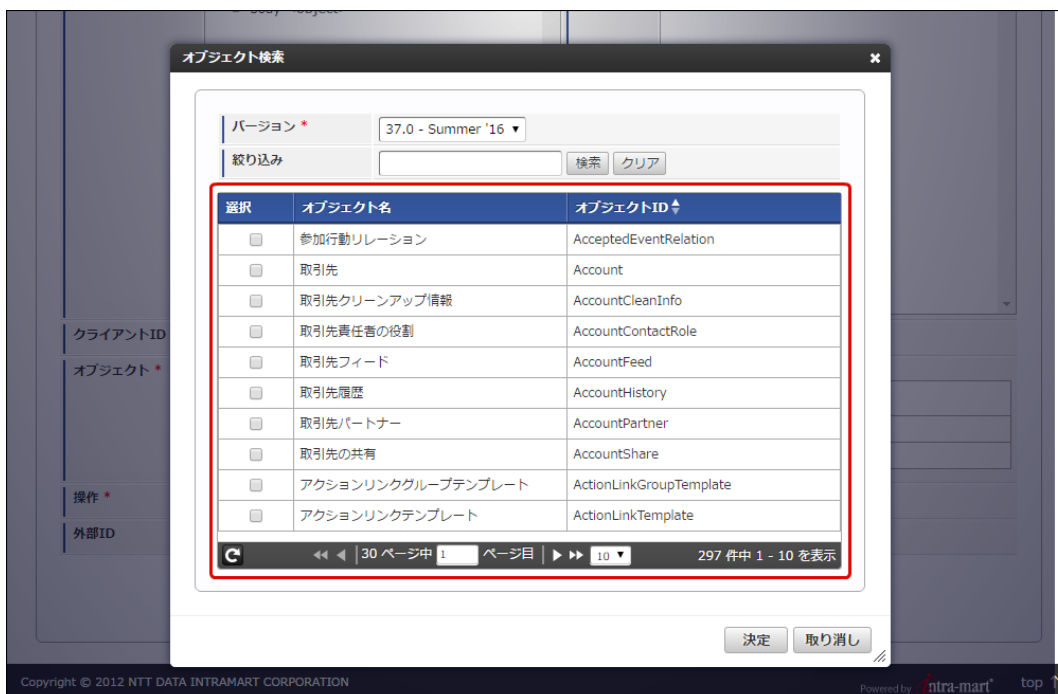 オブジェクト検索
バージョン * 37.0 - Summer '16
絞り込み 検索 クリア
選択 オブジェクト名 オブジェクトID
参加行動リレーション AcceptedEventRelation
取引先 Account
取引先クリーンアップ情報 AccountCleanInfo
取引先責任者の役割 AccountContactRole
取引先フィード AccountFeed
取引先履歴 AccountHistory
取引先パートナー AccountPartner
取引先の共有 AccountShare
アクションリンクグループテンプレート ActionLinkGroupTemplate
アクションリンクテンプレート ActionLinkTemplate
30 ページ中 1 ページ目 10 297 件中 1 - 10 を表示
決定 取り消し
クライアントID
オブジェクト *
操作 *
外部ID
Copyright © 2012 NTT DATA INTRAMART CORPORATION
Powered by intra-mart top